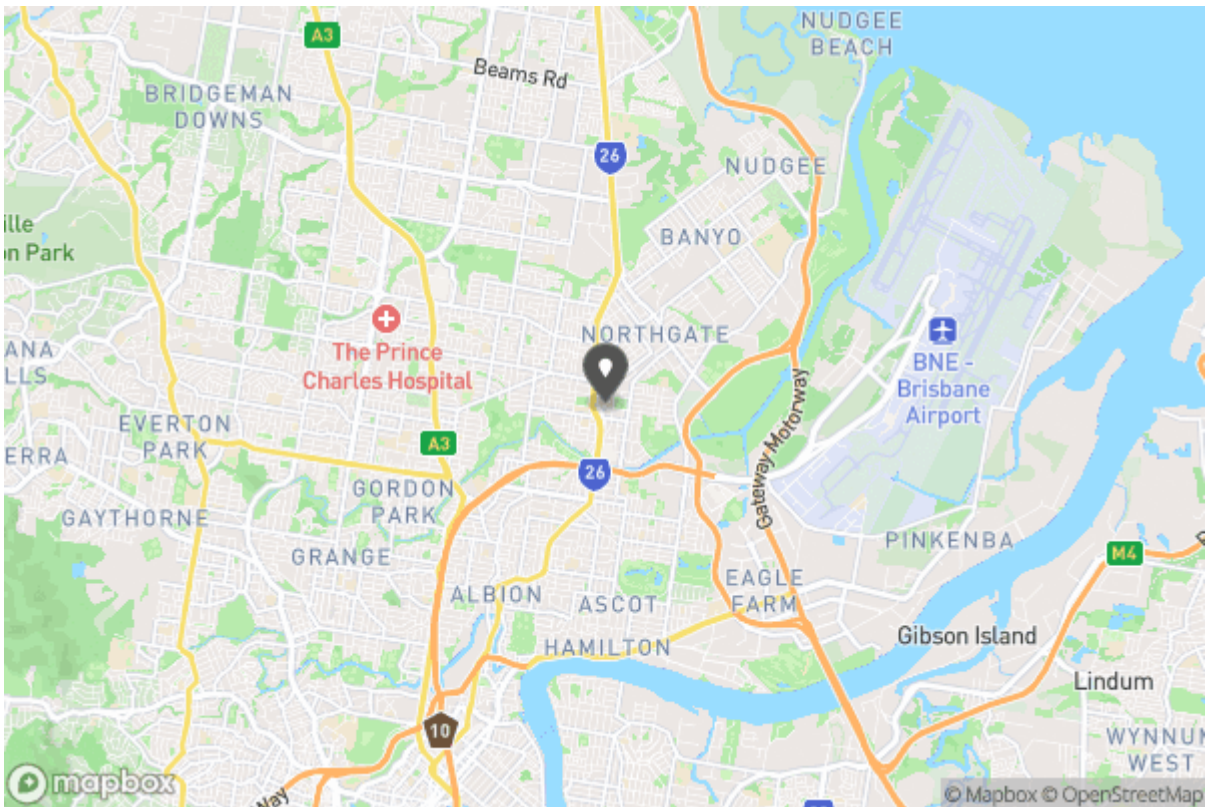 NUDGEE
BEACH
A3
Beams Rd
BRIDGEMAN
DOWNS
26
NUDGEE
BANYO
ille
on Park
NORTHGATE
The Prince
Charles Hospital
BNE -
Brisbane
Airport
ANA
LLS
EVERTON
PARK
A3
ERRA
26
Gateway Motorway
GORDON
PARK
GAYTHORNE
GRANGE
PINKENBA
M4
ALBION
ASCOT
EAGLE
FARM
HAMILTON
Gibson Island
Lindum
10
WYNNUM
WEST
mapbox
Way
© Mapbox © OpenStreetMap